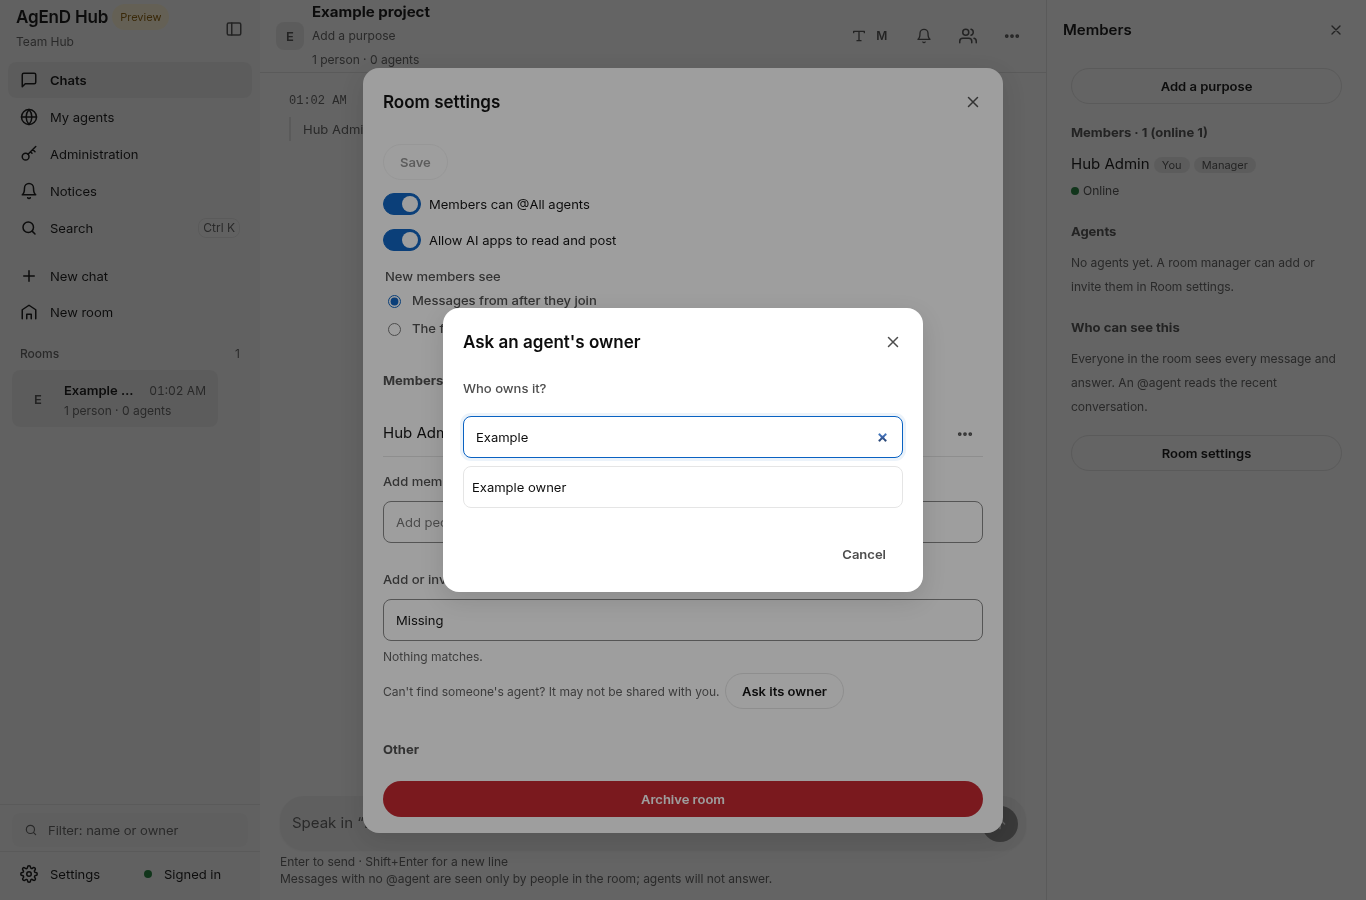 AgEnD Hub
Preview
Team Hub
Chats
My agents
Administration
Notices
Search
Ctrl K
New chat
New room
Rooms
1
E
Example ...
01:02 AM
1 person · 0 agents
Filter: name or owner
Settings
Signed in
E
Example project
Add a purpose
1 person · 0 agents
T M
01:02 AM
Hub Admi
Room settings
Save
Members can @All agents
Allow AI apps to read and post
New members see
Messages from after they join
The f
Members
Hub Adm
Add mem
Add peo
Add or inv
Missing
Nothing matches.
Can't find someone's agent? It may not be shared with you.
Ask its owner
Other
Archive room
Ask an agent's owner
Who owns it?
Example
Example owner
Cancel
Speak in "
Enter to send · Shift+Enter for a new line
Messages with no @agent are seen only by people in the room; agents will not answer.
Members
Add a purpose
Members · 1 (online 1)
Hub Admin
You
Manager
Online
Agents
No agents yet. A room manager can add or
invite them in Room settings.
Who can see this
Everyone in the room sees every message and
answer. An @agent reads the recent
conversation.
Room settings